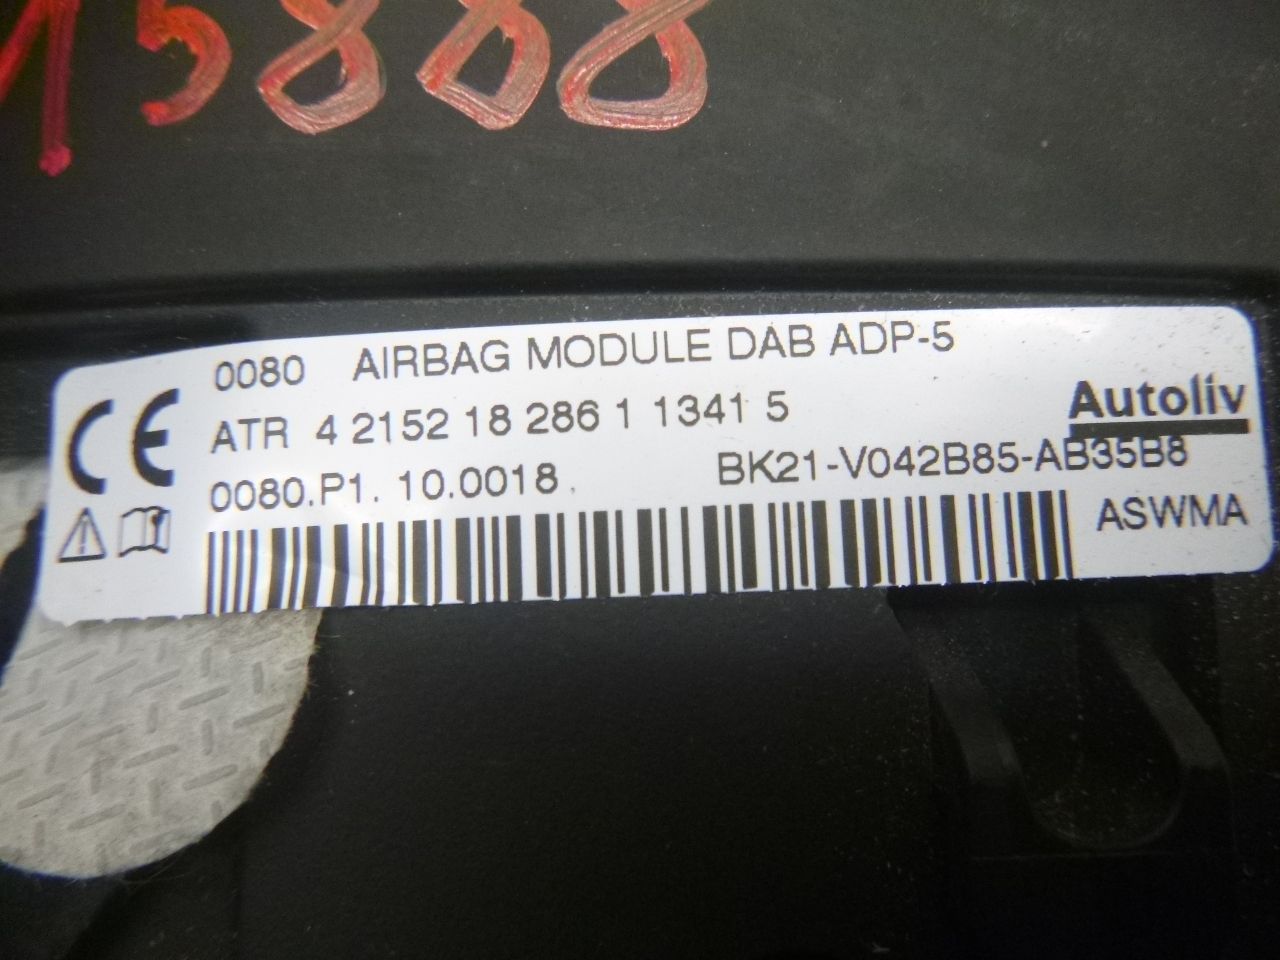 15888
0080 AIRBAG MODULE DAB ADP-5
ATR 4 2152 18 286 1 1341 5
Autoliv
0080.P1. 10.0018.
BK21-V042B85-AB35B8
ASWMA